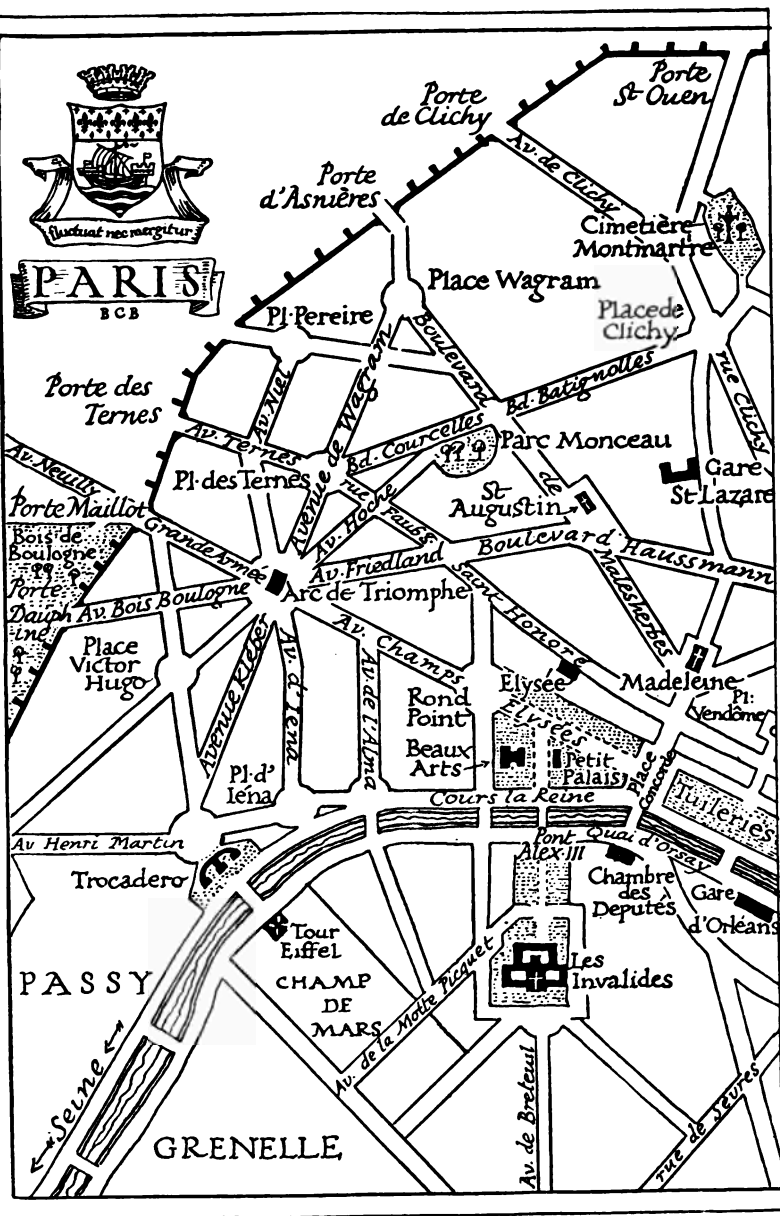 fluctuat nec mergitur
PARIS
BCB
Porte
St Ouen
Porte
de Clichy
Av. de Clichy
Porte
d'Asnières
Cimetière
Montmartre
Place Wagram
Place de
Clichy
Pl. Pereire
Boulevard
de
Malesherbes
Avenue de Wagram
Av. Niel
Bd. Batignolles
rue Clichy
Porte des
Ternes
Av. Ternes
Bd. Courcelles
Parc Monceau
Gare
St Lazare
Av. Neuilly
Pl. des Ternes
rue
Faubg.
Saint Honoré
Av. Hoche
St
Augustin
Porte Maillot
Grande Armée
Bois de
Boulogne
Porte
Dauph
ine
Av. Bois Boulogne
Av. Friedland
Boulevard Haussmann
Arc de Triomphe
Place
Victor
Hugo
Avenue Kléber
Av. d'Iena
Av. de l'Alma
Av. Champs
Elysées
Rond
Point
Elysée
Madeleine
Pl:
Vendôme
Beaux
Arts
Petit
Palais
Place
Concorde
Tuileries
Pl. d'
Iéna
Cours la Reine
Av Henri Martin
Pont
Alex III
Quai d'Orsay
Trocadero
Chambre
des
Deputés
Gare
d'Orléans
Tour
Eiffel
PASSY
CHAMP
DE
MARS
Av. de la Motte Picquet
Les
Invalides
Seine
GRENELLE
Av. de Breteuil
rue de Sèvres